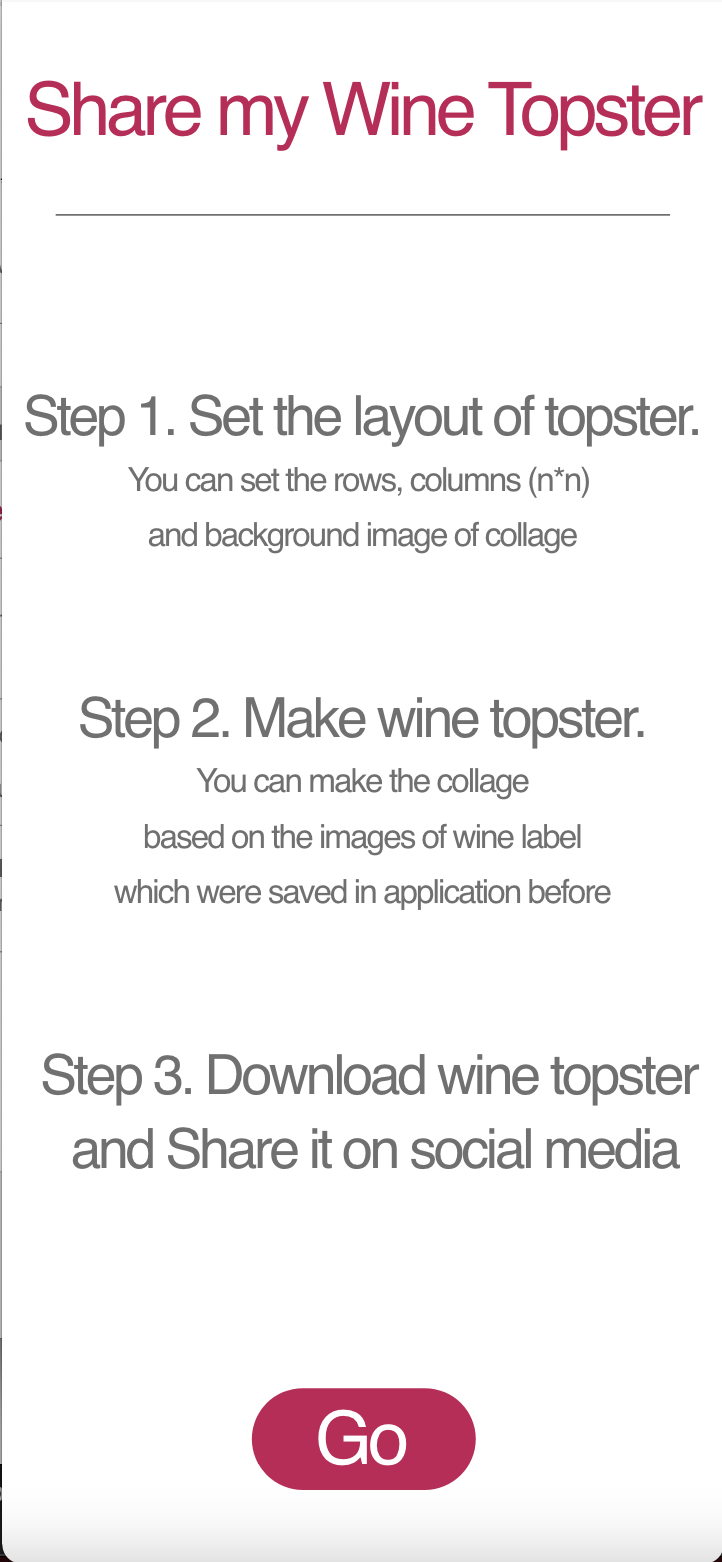 Share my Wine Topster
Step 1. Set the layout of topster.
You can set the rows, columns (n*n)
and background image of collage
Step 2. Make wine topster.
You can make the collage
based on the images of wine label
which were saved in application before
Step 3. Download wine topster
and Share it on social media
Go